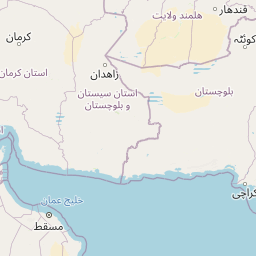 هلمند ولایت
قندهار
کرمان
کوئٹہ
زاهدان
استان کرمان
استان سیستان
و بلوچستان
بلوچستان
کراچی
خلیج عمان
مسقط